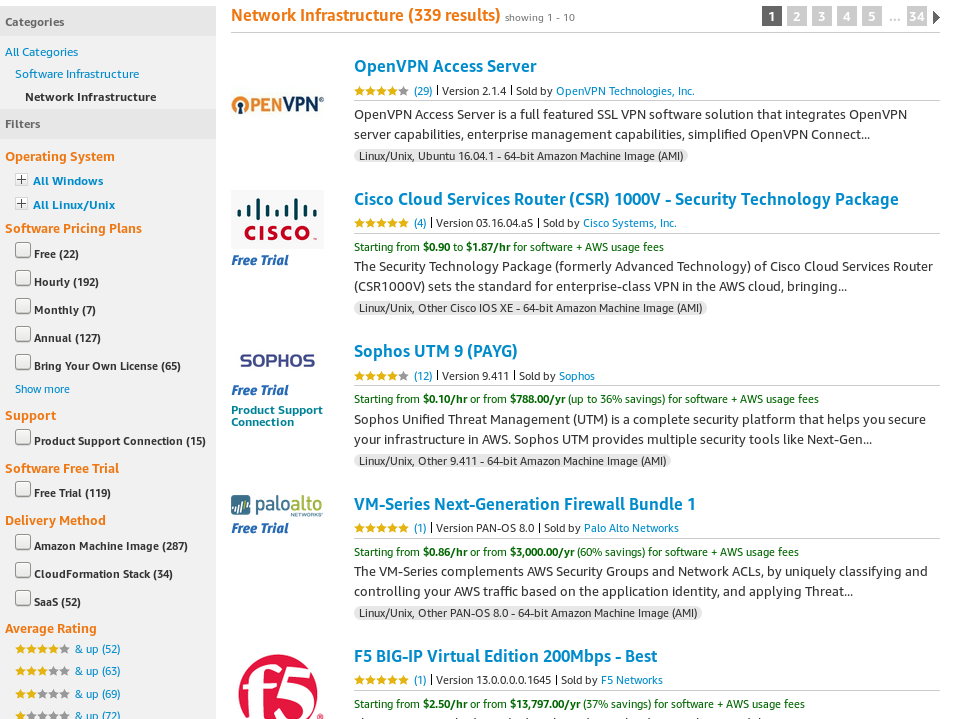 Categories
All Categories
Software Infrastructure
Network Infrastructure
Filters
Operating System
All Windows
All Linux/Unix
Software Pricing Plans
Free (22)
Hourly (192)
Monthly (7)
Annual (127)
Bring Your Own License (65)
Show more
Support
Product Support Connection (15)
Software Free Trial
Free Trial (119)
Delivery Method
Amazon Machine Image (287)
CloudFormation Stack (34)
SaaS (52)
Average Rating
& up (52)
& up (63)
& up (69)
& up (72)
Network Infrastructure (339 results) showing 1 - 10
1 2 3 4 5 ... 34
OPENVPN®
OpenVPN Access Server
(29) | Version 2.1.4 | Sold by OpenVPN Technologies, Inc.
OpenVPN Access Server is a full featured SSL VPN software solution that integrates OpenVPN
server capabilities, enterprise management capabilities, simplified OpenVPN Connect...
Linux/Unix, Ubuntu 16.04.1 - 64-bit Amazon Machine Image (AMI)
CISCO
Free Trial
Cisco Cloud Services Router (CSR) 1000V - Security Technology Package
(4) | Version 03.16.04.aS | Sold by Cisco Systems, Inc.
Starting from $0.90 to $1.87/hr for software + AWS usage fees
The Security Technology Package (formerly Advanced Technology) of Cisco Cloud Services Router
(CSR1000V) sets the standard for enterprise-class VPN in the AWS cloud, bringing...
Linux/Unix, Other Cisco IOS XE - 64-bit Amazon Machine Image (AMI)
SOPHOS
Free Trial
Product Support
Connection
Sophos UTM 9 (PAYG)
(12) | Version 9.411 | Sold by Sophos
Starting from $0.10/hr or from $788.00/yr (up to 36% savings) for software + AWS usage fees
Sophos Unified Threat Management (UTM) is a complete security platform that helps you secure
your infrastructure in AWS. Sophos UTM provides multiple security tools like Next-Gen...
Linux/Unix, Other 9.411 - 64-bit Amazon Machine Image (AMI)
paloalto
NETWORKS
Free Trial
VM-Series Next-Generation Firewall Bundle 1
(1) | Version PAN-OS 8.0 | Sold by Palo Alto Networks
Starting from $0.86/hr or from $3,000.00/yr (60% savings) for software + AWS usage fees
The VM-Series complements AWS Security Groups and Network ACLs, by uniquely classifying and
controlling your AWS traffic based on the application identity, and applying Threat...
Linux/Unix, Other PAN-OS 8.0 - 64-bit Amazon Machine Image (AMI)
f5®
F5 BIG-IP Virtual Edition 200Mbps - Best
(1) | Version 13.0.0.0.0.1645 | Sold by F5 Networks
Starting from $2.50/hr or from $13,797.00/yr (37% savings) for software + AWS usage fees